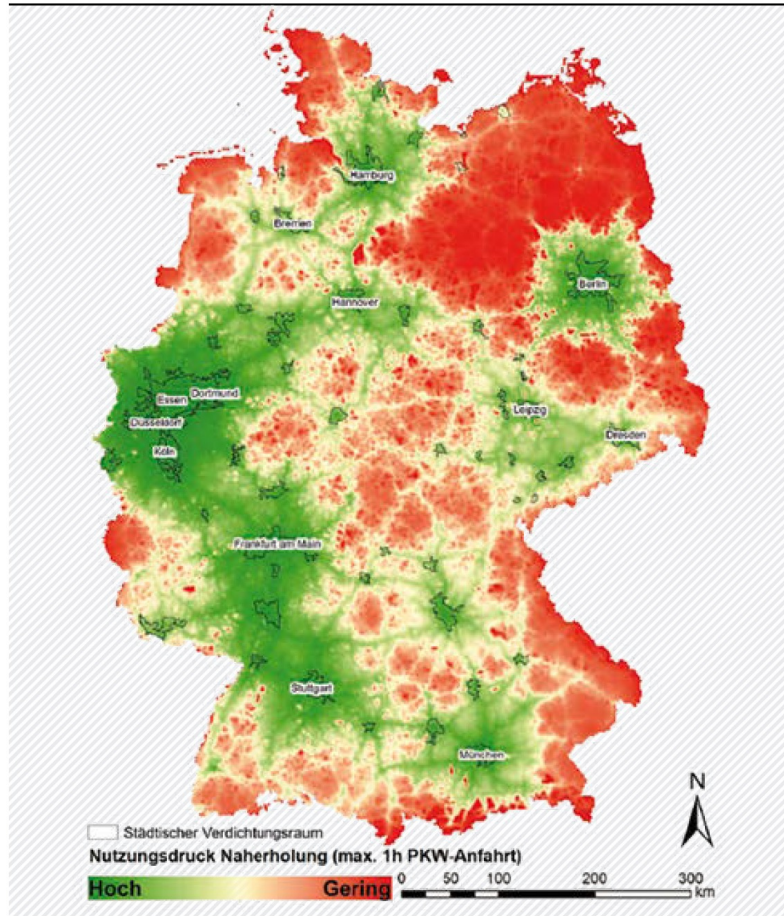 Hamburg
Bremen
Berlin
Hannover
Dortmund
Essen
Düsseldorf
Köln
Leipzig
Dresden
Frankfurt am Main
Stuttgart
München
N
Städtischer Verdichtungsraum
Nutzungsdruck Naherholung (max. 1h PKW-Anfahrt)
Hoch Gering
0 50 100 200 300
km